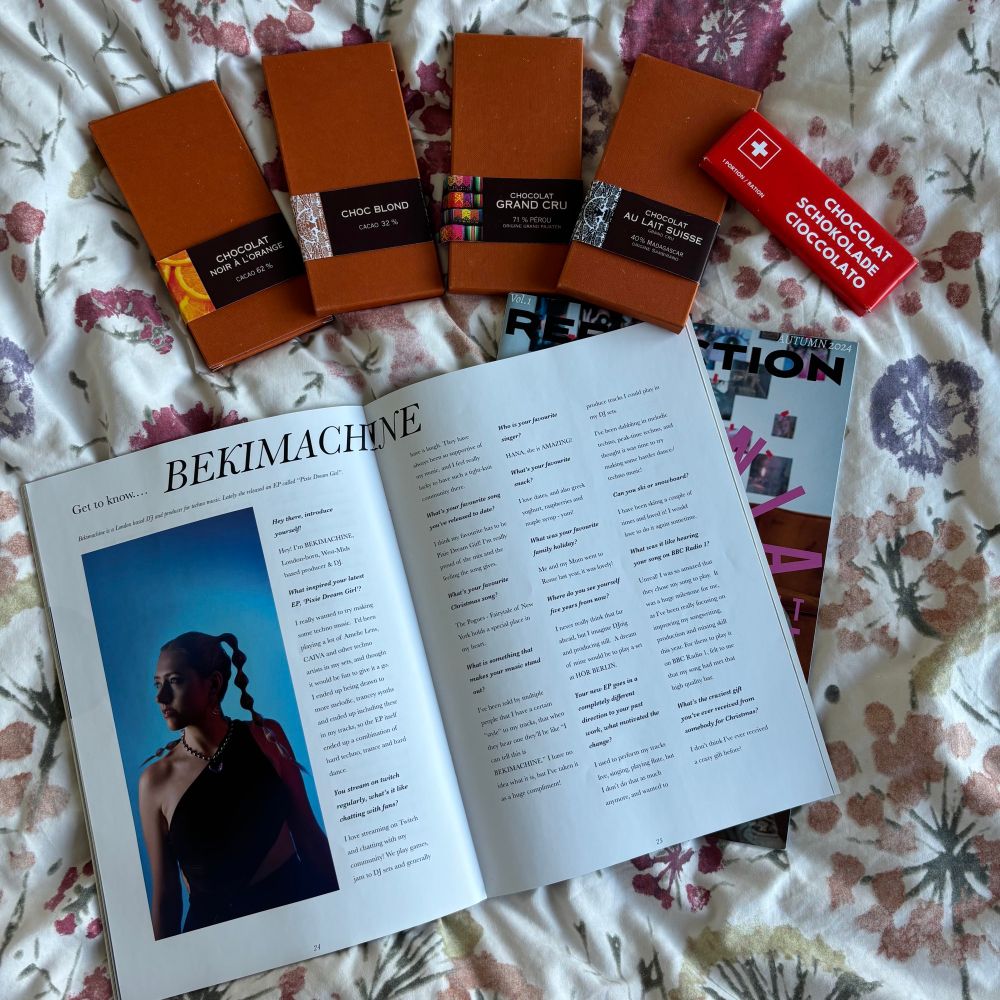 CHOCOLAT
NOIR À L'ORANGE
CACAO 62 %
CHOC BLOND
CACAO 32 %
CHOCOLAT
GRAND CRU
71 % PÉROU
ORIGINE GRAND PAJATEN
CHOCOLAT
AU LAIT SUISSE
GRAND CRU
40% MADAGASCAR
ORIGINE SAMBIRANO
1 PORTION / RATION
CHOCOLAT
SCHOKOLADE
CIOCCOLATO
Vol.1
AUTUMN 2024
CTION
Get to know…. BEKIMACHINE
Bekimachine is a London based DJ and producer for techno music. Lately she released an EP called "Pixie Dream Girl".
Hey there, introduce
yourself?
Hey! I'm BEKIMACHINE,
London-born, West-Mids
based producer & DJ.
What inspired your latest
EP, 'Pixie Dream Girl'?
I really wanted to try making
some techno music. I'd been
playing a lot of Amelie Lens,
CAIVA and other techno
artists in my sets, and thought
it would be fun to give it a go.
I ended up being drawn to
more melodic, trancey synths
and ended up including these
in my tracks, so the EP itself
ended up a combination of
hard techno, trance and hard
dance.
You stream on twitch
regularly, what's it like
chatting with fans?
I love streaming on Twitch
and chatting with my
community! We play games,
jam to DJ sets and generally
24
have a laugh. They have
always been so supportive of
my music, and I feel really
lucky to have such a tight-knit
community there.
What's your favourite song
you've released to date?
I think my favourite has to be
Pixie Dream Girl! I'm really
proud of the mix and the
feeling the song gives.
What's your favourite
Christmas song?
The Pogues - Fairytale of New
York holds a special place in
my heart.
What is something that
makes your music stand
out?
I've been told by multiple
people that I have a certain
"style" to my tracks, that when
they hear one they'll be like "I
can tell this is
BEKIMACHINE." I have no
idea what it is, but I've taken it
as a huge compliment!
Who is your favourite
singer?
HANA, she is AMAZING!
What's your favourite
snack?
I love dates, and also greek
yoghurt, raspberries and
maple syrup - yum!
What was your favourite
family holiday?
Me and my Mum went to
Rome last year, it was lovely!
Where do you see yourself
five years from now?
I never really think that far
ahead, but I imagine DJing
and producing still. A dream
of mine would be to play a set
at HÖR BERLIN.
Your new EP goes in a
completely different
direction to your past
work, what motivated the
change?
I used to perform my tracks
live, singing, playing flute, but
I don't do that as much
anymore, and wanted to
produce tracks I could play in
my DJ sets.
I've been dabbling in melodic
techno, peak-time techno, and
thought it was time to try
making some harder dance/
techno music!
Can you ski or snowboard?
I have been skiing a couple of
times and loved it! I would
love to do it again sometime.
What was it like hearing
your song on BBC Radio 1?
Unreal! I was so amazed that
they chose my song to play. It
was a huge milestone for me
as I've been really focusing on
improving my songwriting,
production and mixing skill
this year. For them to play it
on BBC Radio 1, felt to me
that my song had met that
high quality bar.
What's the craziest gift
you've ever received from
somebody for Christmas?
I don't think I've ever received
a crazy gift before!
25